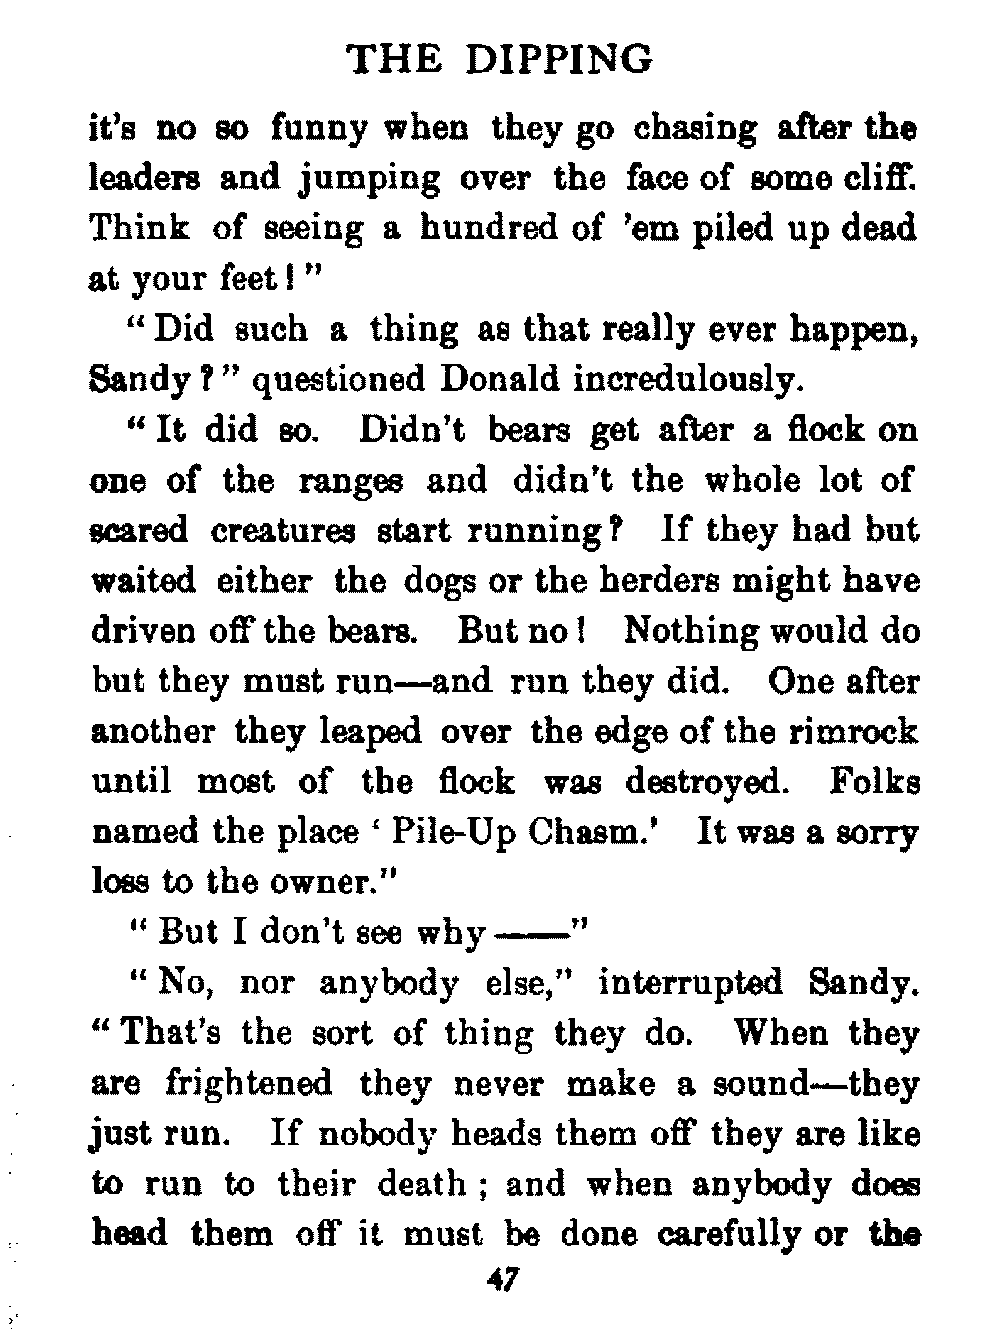 THE DIPPING
it's no so funny when they go chasing after the
leaders and jumping over the face of some cliff.
Think of seeing a hundred of 'em piled up dead
at your feet!"
"Did such a thing as that really ever happen,
Sandy?" questioned Donald incredulously.
"It did so. Didn't bears get after a flock on
one of the ranges and didn't the whole lot of
scared creatures start running? If they had but
waited either the dogs or the herders might have
driven off the bears. But no! Nothing would do
but they must run—and run they did. One after
another they leaped over the edge of the rimrock
until most of the flock was destroyed. Folks
named the place 'Pile-Up Chasm.' It was a sorry
loss to the owner."
"But I don't see why——"
"No, nor anybody else," interrupted Sandy.
"That's the sort of thing they do. When they
are frightened they never make a sound—they
just run. If nobody heads them off they are like
to run to their death; and when anybody does
head them off it must be done carefully or the
47